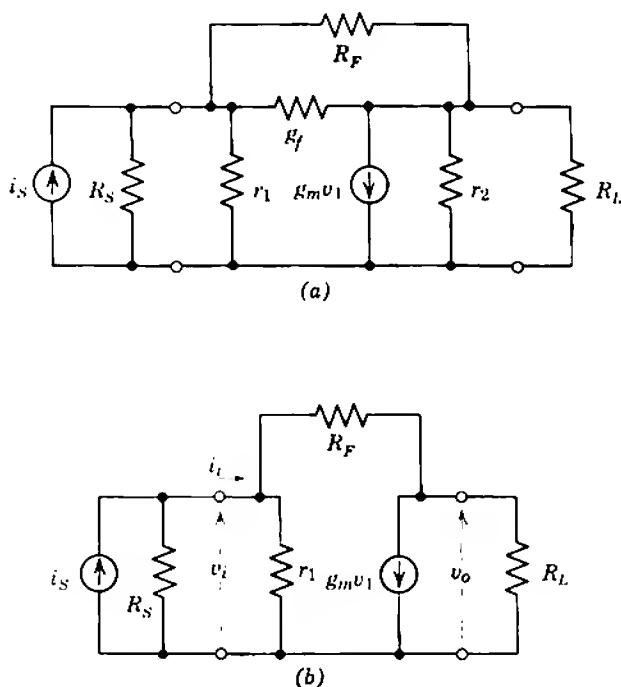 R_F
g_f
i_S R_S r_1 g_m v_1 r_2 R_L
(a)
R_F
i_i
i_S R_S v_i r_1 g_m v_1 v_o R_L
(b)